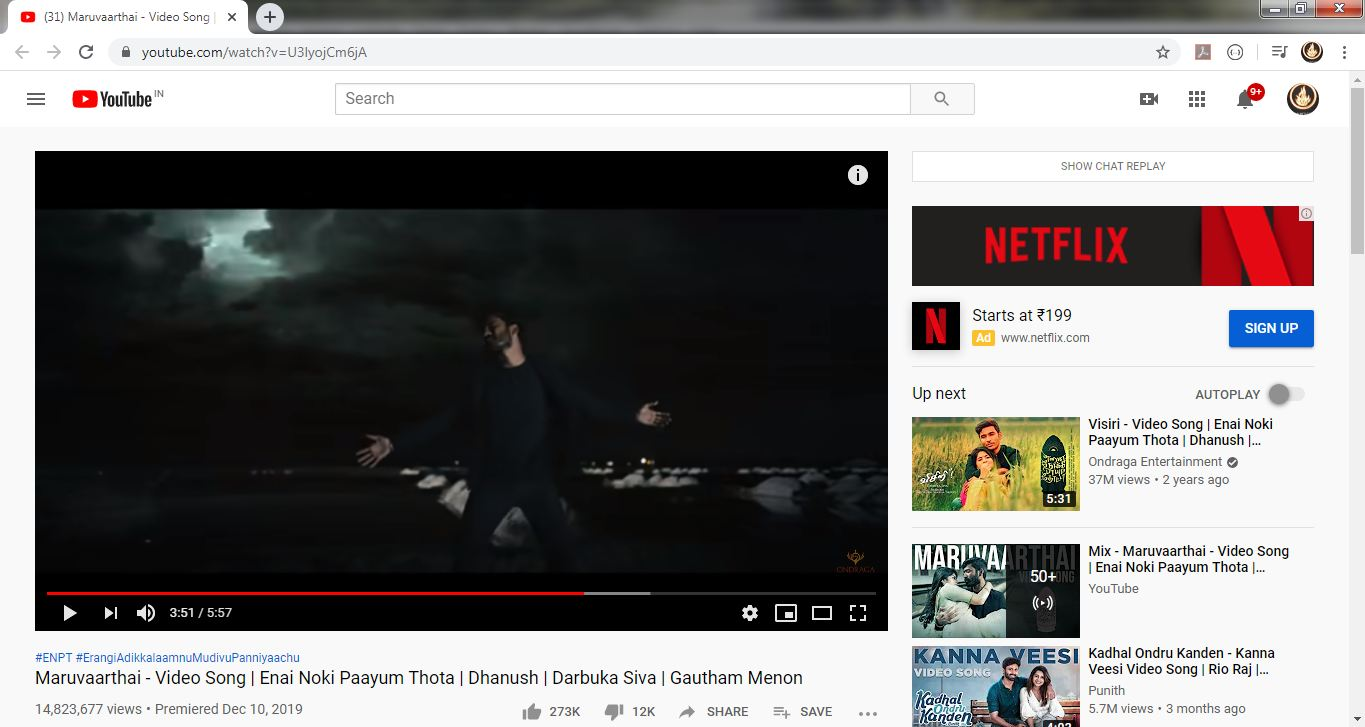 (31) Maruvaarthai - Video Song |
youtube.com/watch?v=U3IyojCm6jA
YouTube IN
Search
9+
SHOW CHAT REPLAY
NETFLIX
Starts at ₹199
Ad www.netflix.com
SIGN UP
Up next
AUTOPLAY
5:31
Visiri - Video Song | Enai Noki
Paayum Thota | Dhanush |...
Ondraga Entertainment
37M views • 2 years ago
MARUVAARTHAI
50+
Mix - Maruvaarthai - Video Song
| Enai Noki Paayum Thota |...
YouTube
KANNA VEESI
VIDEO SONG
Kadhal
Ondru
Kanden
4:03
Kadhal Ondru Kanden - Kanna
Veesi Video Song | Rio Raj |...
Punith
5.7M views • 3 months ago
ONDRAGA
3:51 / 5:57
#ENPT #ErangiAdikkalaamnuMudivuPanniyaachu
Maruvaarthai - Video Song | Enai Noki Paayum Thota | Dhanush | Darbuka Siva | Gautham Menon
14,823,677 views • Premiered Dec 10, 2019
273K
12K
SHARE
SAVE